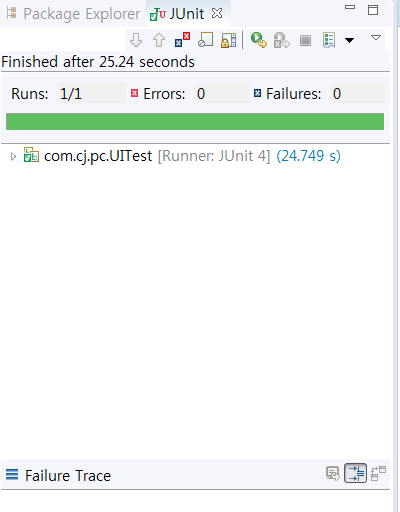 Package Explorer JUnit
Finished after 25.24 seconds
Runs: 1/1 Errors: 0 Failures: 0
com.cj.pc.UITest [Runner: JUnit 4] (24.749 s)
Failure Trace